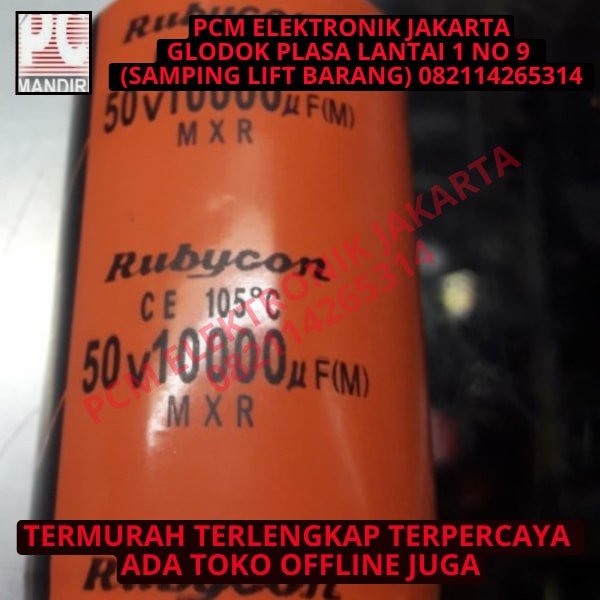 PC
MANDIRI
PCM ELEKTRONIK JAKARTA
GLODOK PLASA LANTAI 1 NO 9
(SAMPING LIFT BARANG) 082114265314
Rubycon
50v10000µF(M)
MXR
Rubycon
CE 105°C
50v10000µF(M)
MXR
PCM ELEKTRONIK JAKARTA
082114265314
Rubycon
TERMURAH TERLENGKAP TERPERCAYA
ADA TOKO OFFLINE JUGA